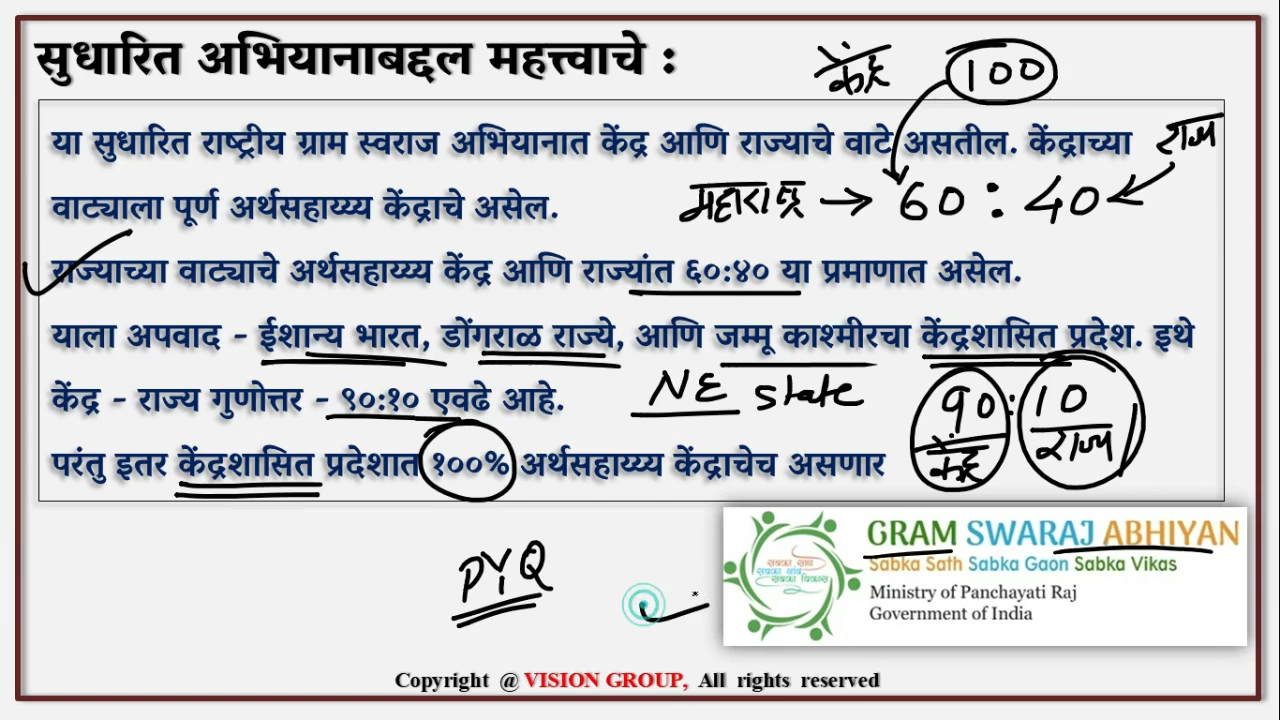 सुधारित अभियानाबद्दल महत्त्वाचे :
केंद्र 100
या सुधारित राष्ट्रीय ग्राम स्वराज अभियानात केंद्र आणि राज्याचे वाटे असतील. केंद्राच्या
राज्य
वाट्याला पूर्ण अर्थसहाय्य्य केंद्राचे असेल.
महाराष्ट्र → 60 : 40
राज्याच्या वाट्याचे अर्थसहाय्य्य केंद्र आणि राज्यांत ६०:४० या प्रमाणात असेल.
याला अपवाद - ईशान्य भारत, डोंगराळ राज्ये, आणि जम्मू काश्मीरचा केंद्रशासित प्रदेश. इथे
केंद्र - राज्य गुणोत्तर - ९०:१० एवढे आहे.
NE state
90 : 10
केंद्र राज्य
परंतु इतर केंद्रशासित प्रदेशात १००% अर्थसहाय्य्य केंद्राचेच असणार
PYQ
GRAM SWARAJ ABHIYAN
Sabka Sath Sabka Gaon Sabka Vikas
सबका साथ
सबका गांव
सबका विकास
Ministry of Panchayati Raj
Government of India
Copyright @ VISION GROUP, All rights reserved